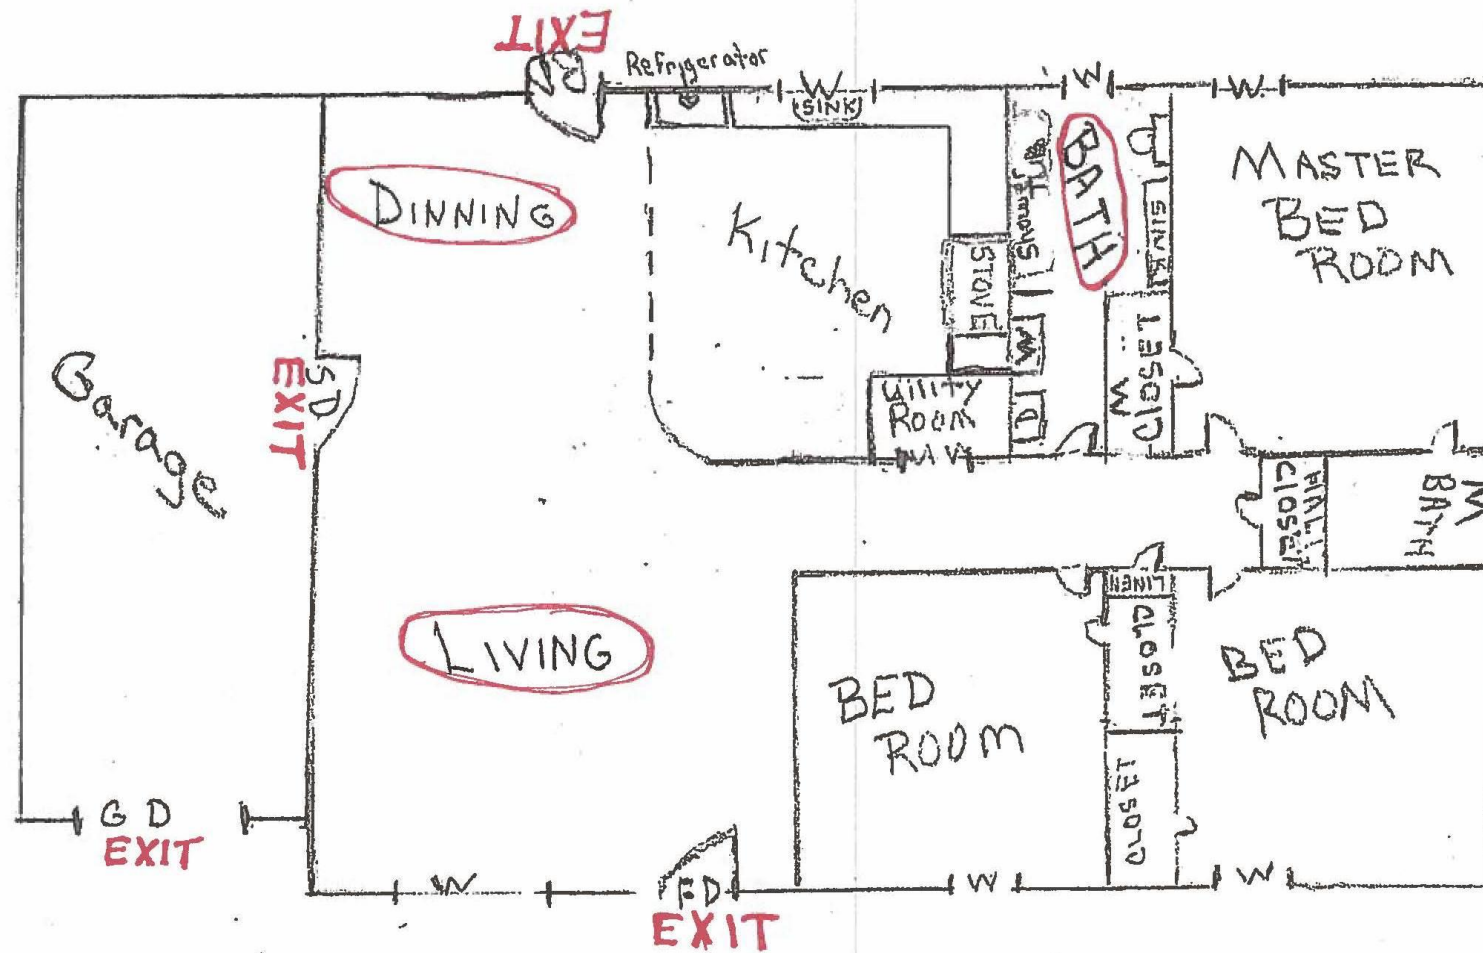 EXIT
Refrigerator
W
SINK
W
W
DINNING
Kitchen
STOVE
BATH
SINK
MASTER
BED
ROOM
Garage
SD
EXIT
W
D
Utility
ROOM
CLOSET
W
HALL
CLOSET
M
BATH
LINEN
CLOSET
LIVING
BED
ROOM
BED
ROOM
CLOSET
GD
EXIT
W
FD
EXIT
W
W